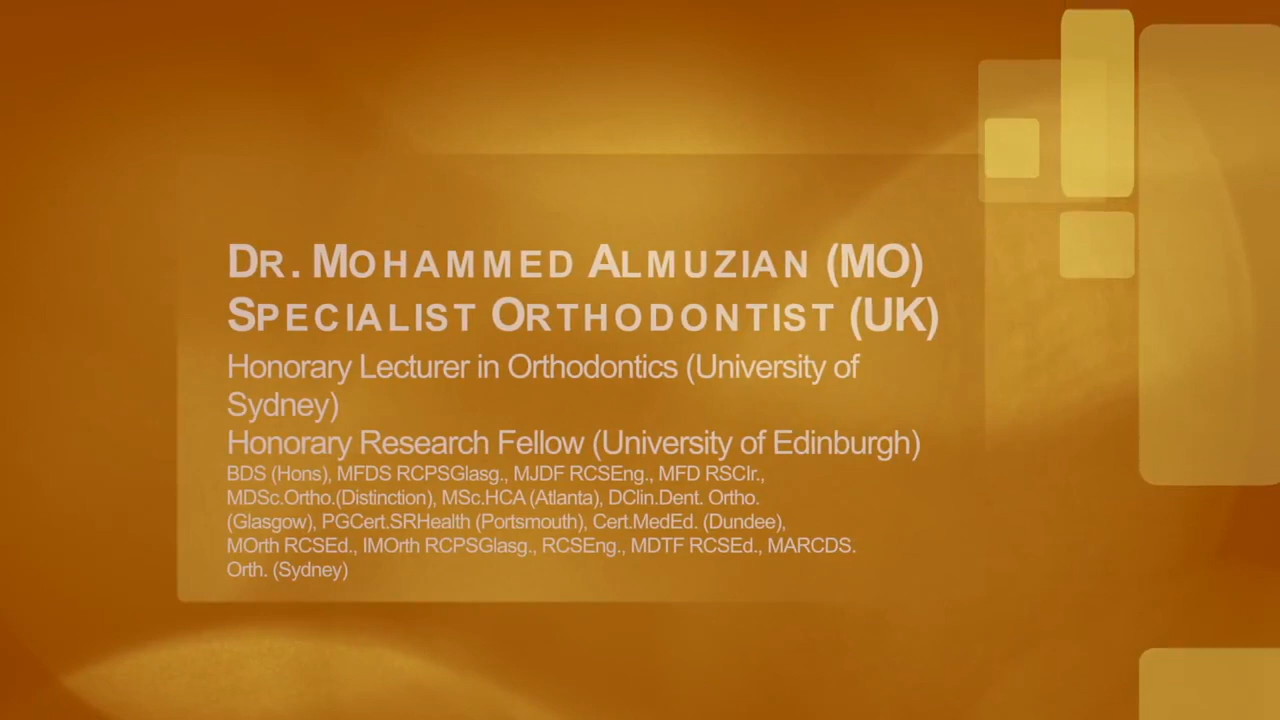 DR. MOHAMMED ALMUZIAN (MO)
SPECIALIST ORTHODONTIST (UK)
Honorary Lecturer in Orthodontics (University of
Sydney)
Honorary Research Fellow (University of Edinburgh)
BDS (Hons), MFDS RCPSGlasg., MJDF RCSEng., MFD RSCIr.,
MDSc.Ortho.(Distinction), MSc.HCA (Atlanta), DClin.Dent. Ortho.
(Glasgow), PGCert.SRHealth (Portsmouth), Cert.MedEd. (Dundee),
MOrth RCSEd., IMOrth RCPSGlasg., RCSEng., MDTF RCSEd., MARCDS.
Orth. (Sydney)